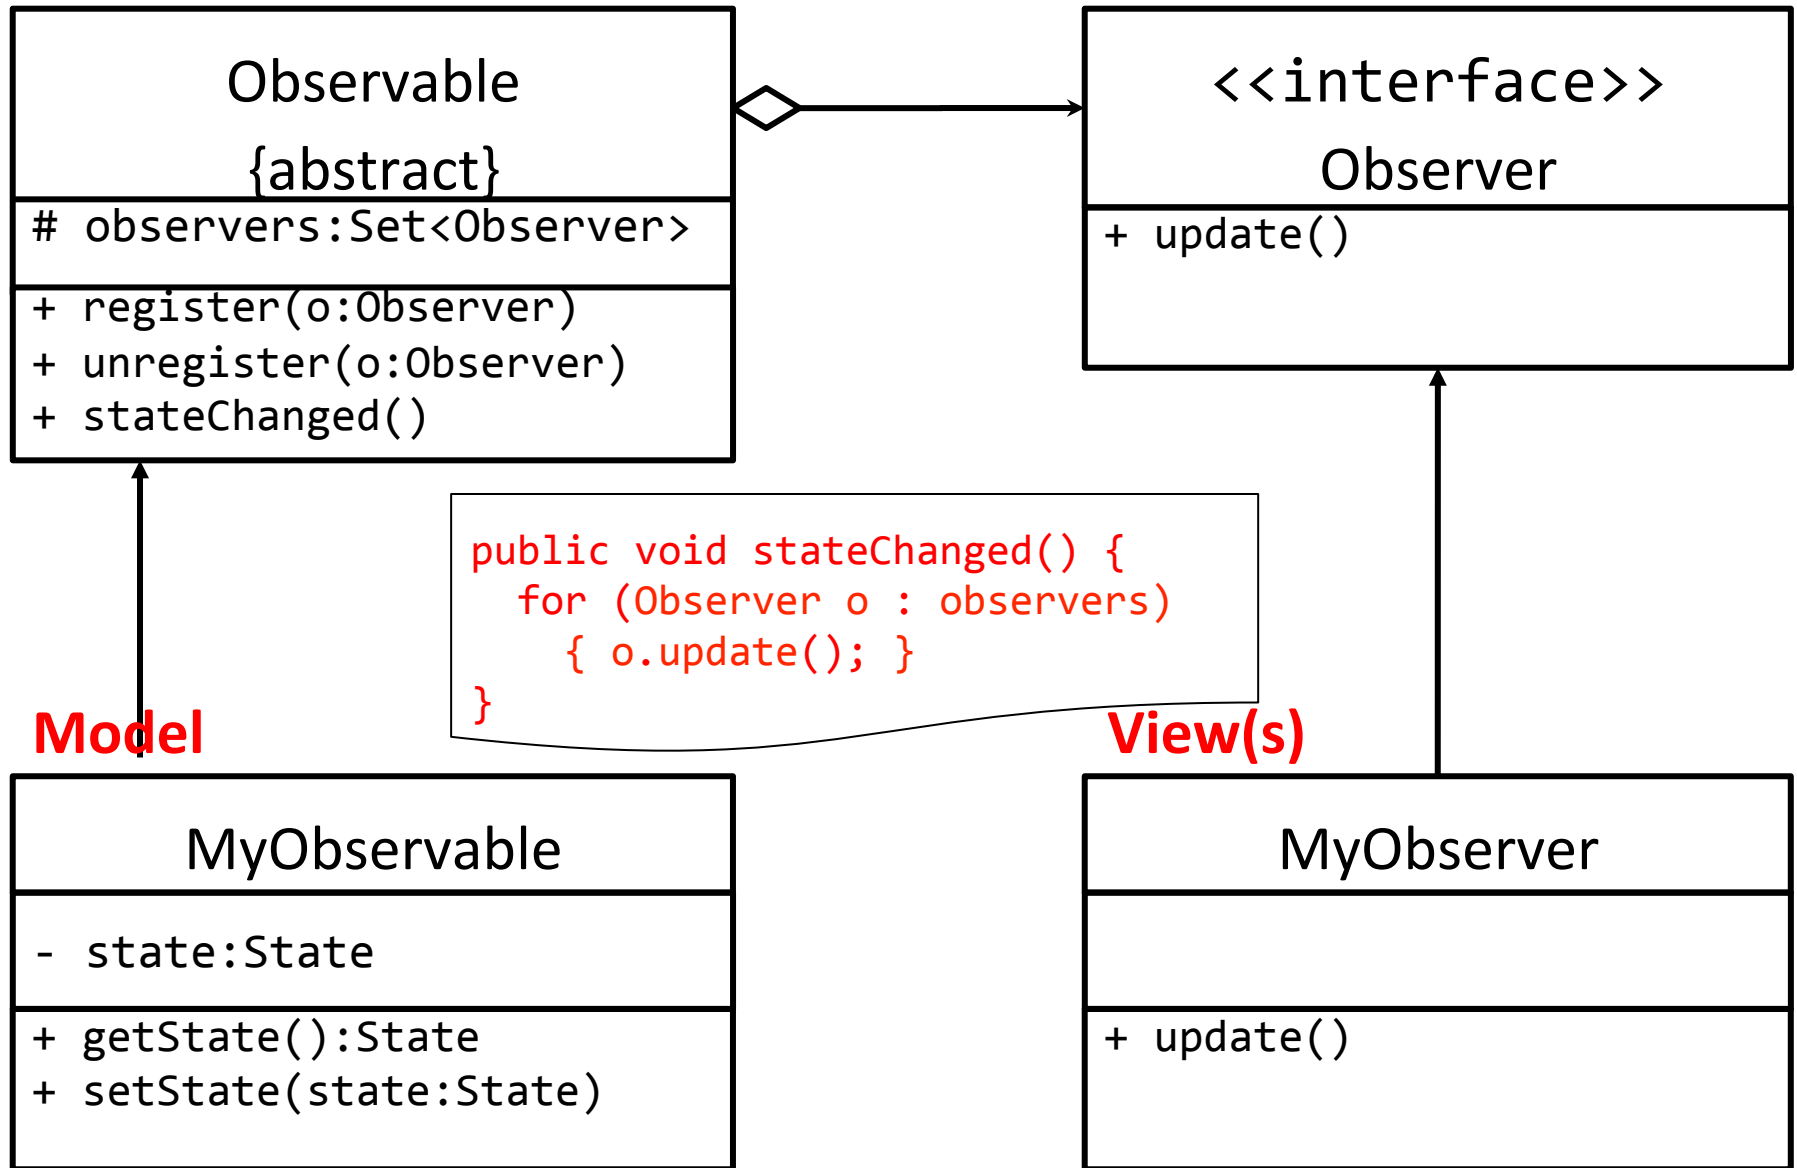 Observable
{abstract}
# observers:Set<Observer>
+ register(o:Observer)
+ unregister(o:Observer)
+ stateChanged()
<<interface>>
Observer
+ update()
public void stateChanged() {
  for (Observer o : observers)
    { o.update(); }
}
Model
View(s)
MyObservable
- state:State
+ getState():State
+ setState(state:State)
MyObserver
+ update()